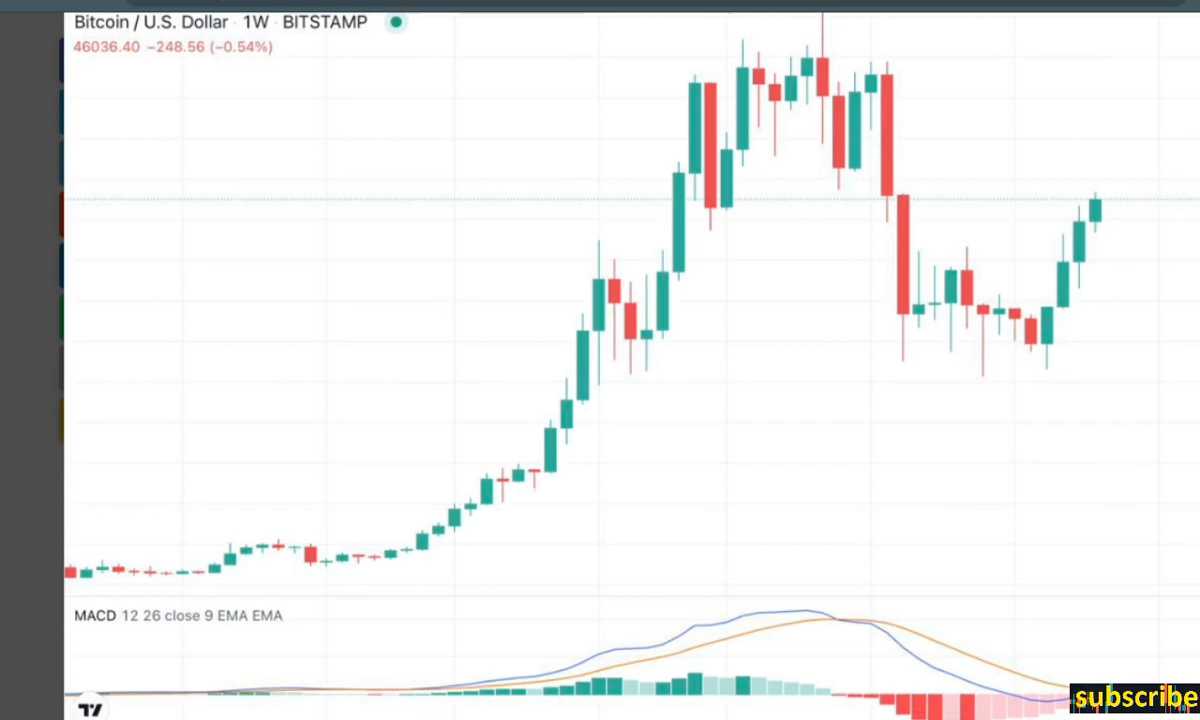 Bitcoin / U.S. Dollar · 1W · BITSTAMP
46036.40 −248.56 (−0.54%)
MACD 12 26 close 9 EMA EMA
subscribe